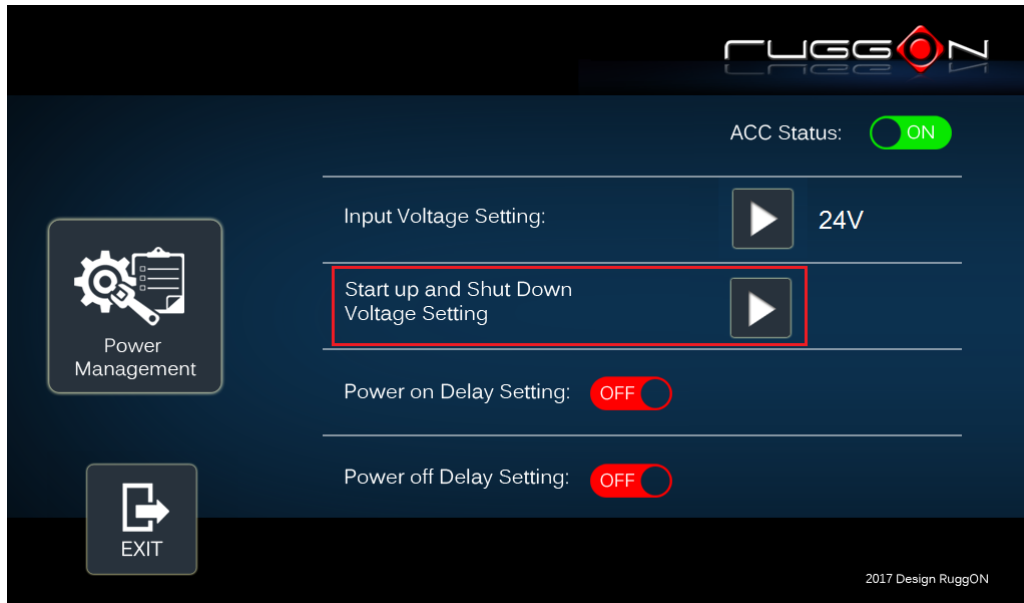 RUGGON
ACC Status: ON
Input Voltage Setting: 24V
Start up and Shut Down
Voltage Setting
Power
Management
Power on Delay Setting: OFF
Power off Delay Setting: OFF
EXIT
2017 Design RuggON